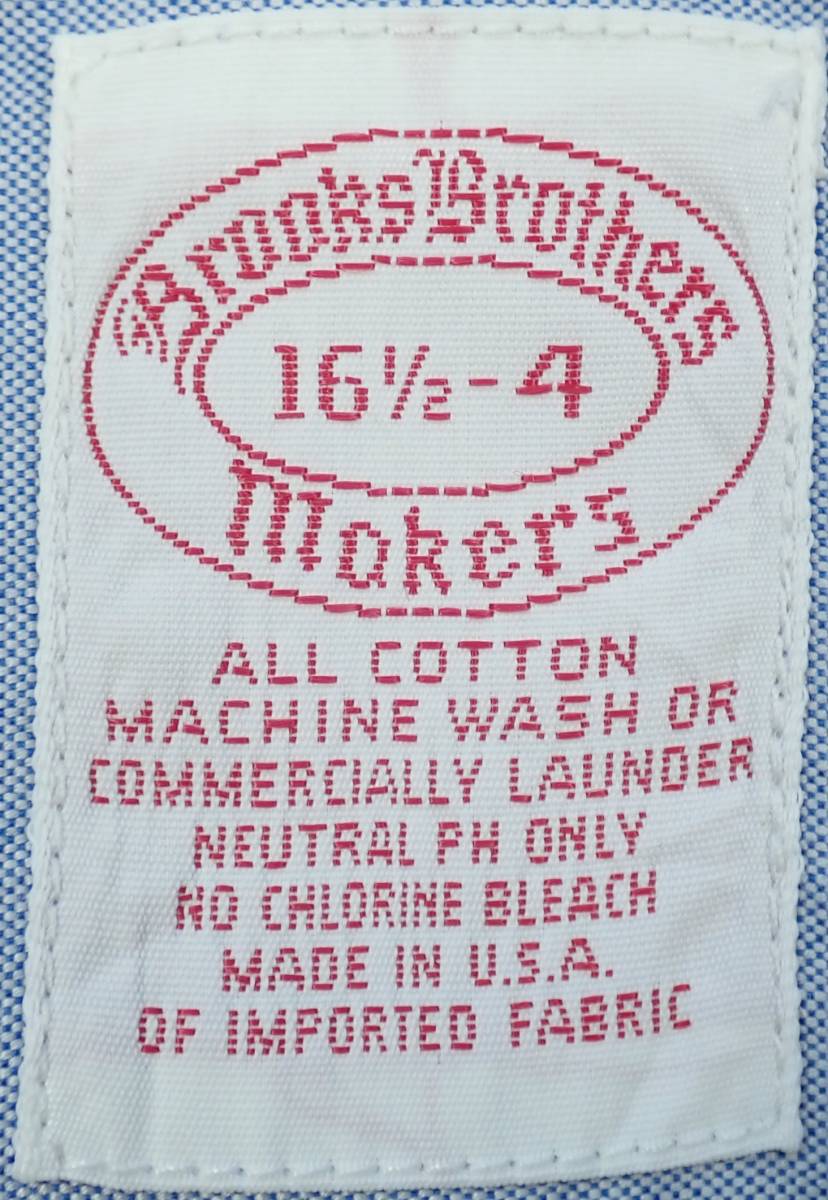 Brooks Brothers
16½-4
Makers
ALL COTTON
MACHINE WASH OR
COMMERCIALLY LAUNDER
NEUTRAL PH ONLY
NO CHLORINE BLEACH
MADE IN U.S.A.
OF IMPORTED FABRIC